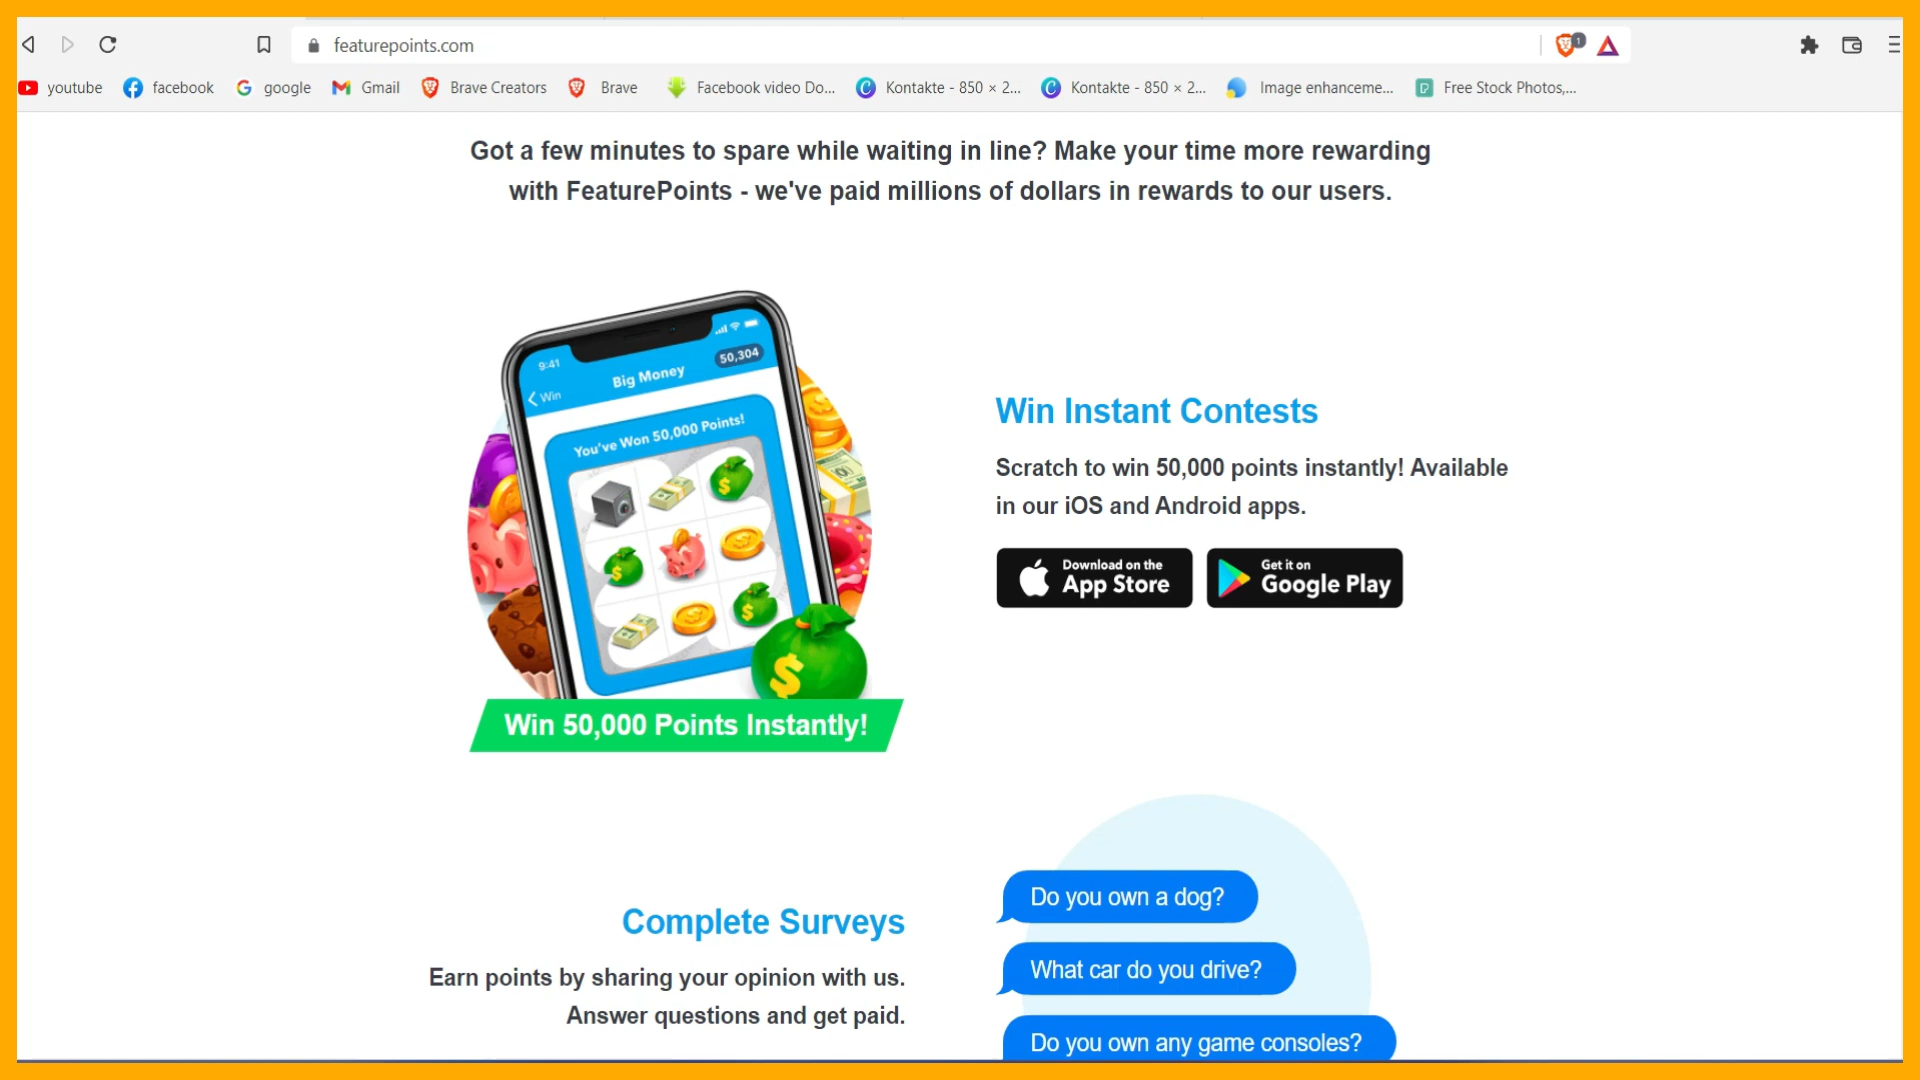 featurepoints.com
1
youtube
facebook
google
Gmail
Brave Creators
Brave
Facebook video Do...
Kontakte - 850 × 2...
Kontakte - 850 × 2...
Image enhanceme...
Free Stock Photos,...
Got a few minutes to spare while waiting in line? Make your time more rewarding
with FeaturePoints - we've paid millions of dollars in rewards to our users.
9:41
Win
Big Money
50,304
You've Won 50,000 Points!
Win 50,000 Points Instantly!
Win Instant Contests
Scratch to win 50,000 points instantly! Available
in our iOS and Android apps.
Download on the
App Store
Get it on
Google Play
Complete Surveys
Earn points by sharing your opinion with us.
Answer questions and get paid.
Do you own a dog?
What car do you drive?
Do you own any game consoles?